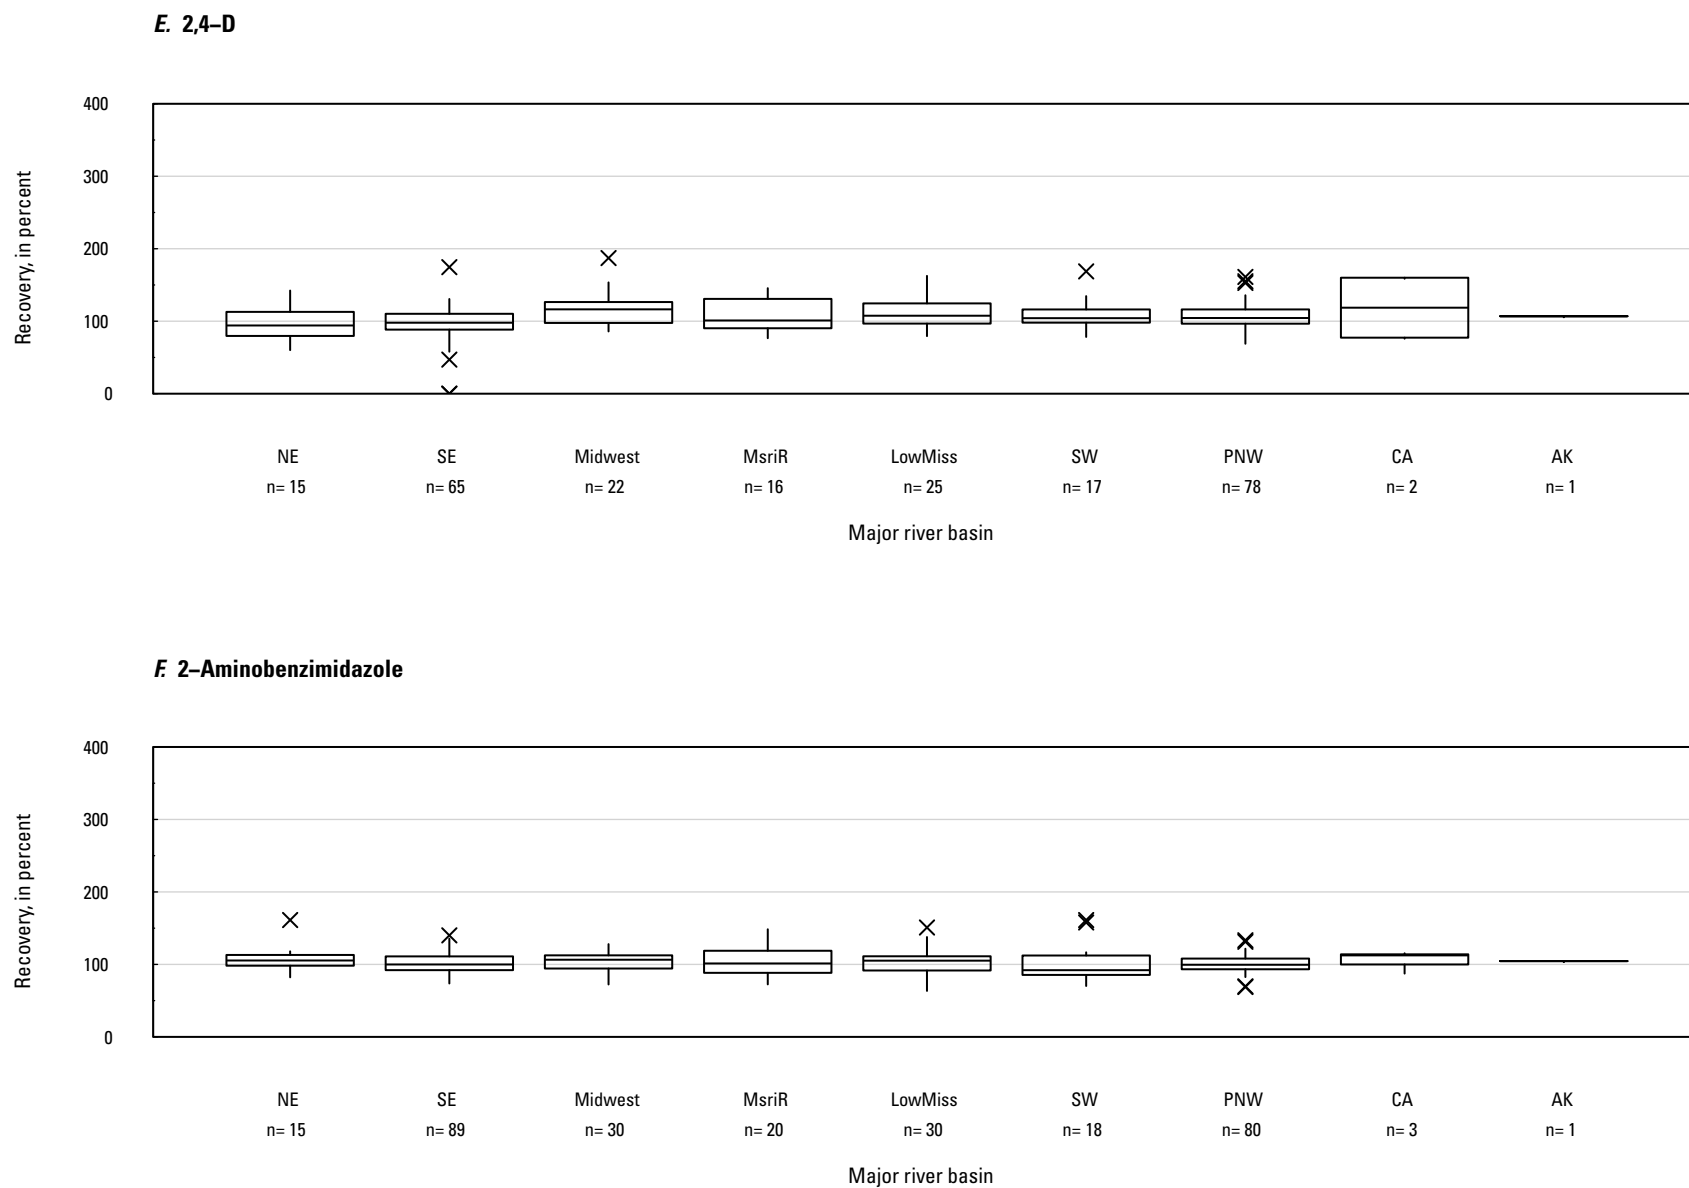 E. 2,4–D
Recovery, in percent
400
300
200
100
0
NE SE Midwest MsriR LowMiss SW PNW CA AK
n= 15 n= 65 n= 22 n= 16 n= 25 n= 17 n= 78 n= 2 n= 1
Major river basin
F. 2–Aminobenzimidazole
Recovery, in percent
400
300
200
100
0
NE SE Midwest MsriR LowMiss SW PNW CA AK
n= 15 n= 89 n= 30 n= 20 n= 30 n= 18 n= 80 n= 3 n= 1
Major river basin